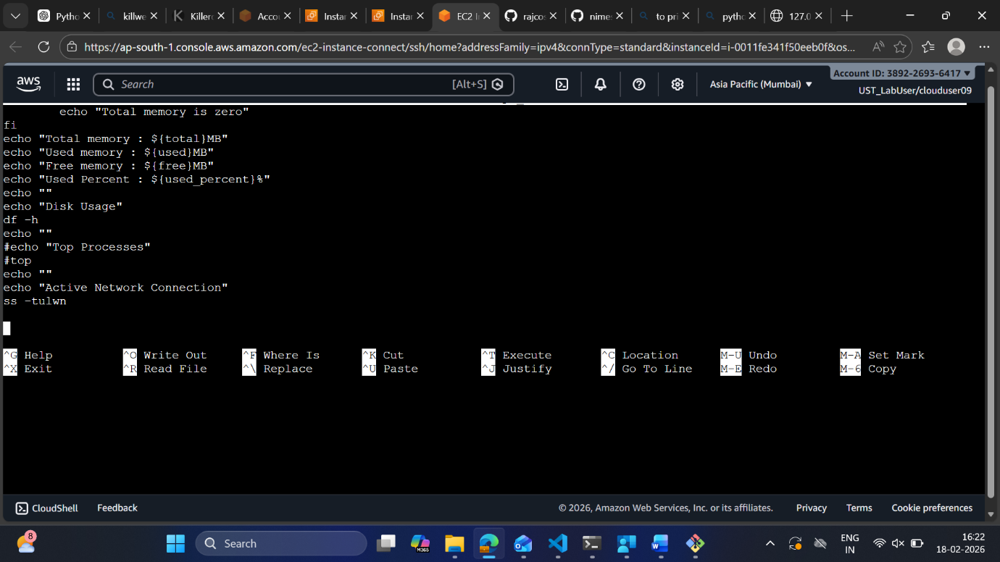 Pytho
killwe
Killerc
Accou
Instan
Instan
EC2 In
rajcos
nimes
to pri
pytho
127.0
https://ap-south-1.console.aws.amazon.com/ec2-instance-connect/ssh/home?addressFamily=ipv4&connType=standard&instanceId=i-0011fe341f50eeb0f&os...
aws
Search
[Alt+S]
Asia Pacific (Mumbai)
Account ID: 3892-2693-6417
UST_LabUser/clouduser09
echo "Total memory is zero"
fi
echo "Total memory : ${total}MB"
echo "Used memory : ${used}MB"
echo "Free memory : ${free}MB"
echo "Used Percent : ${used_percent}%"
echo ""
echo "Disk Usage"
df -h
echo ""
#echo "Top Processes"
#top
echo ""
echo "Active Network Connection"
ss -tulwn
^G Help ^O Write Out ^F Where Is ^K Cut ^T Execute ^C Location M-U Undo M-A Set Mark
^X Exit ^R Read File ^\ Replace ^U Paste ^J Justify ^/ Go To Line M-E Redo M-6 Copy
CloudShell Feedback © 2026, Amazon Web Services, Inc. or its affiliates. Privacy Terms Cookie preferences
8
Search
M365
ENG
IN
16:22
18-02-2026